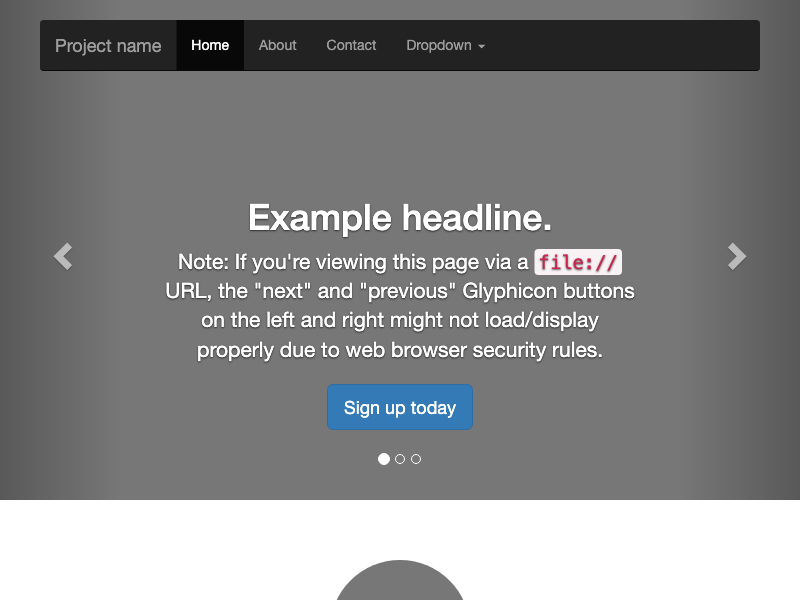 Project name Home About Contact Dropdown
Example headline.
Note: If you're viewing this page via a file://
URL, the "next" and "previous" Glyphicon buttons
on the left and right might not load/display
properly due to web browser security rules.
Sign up today